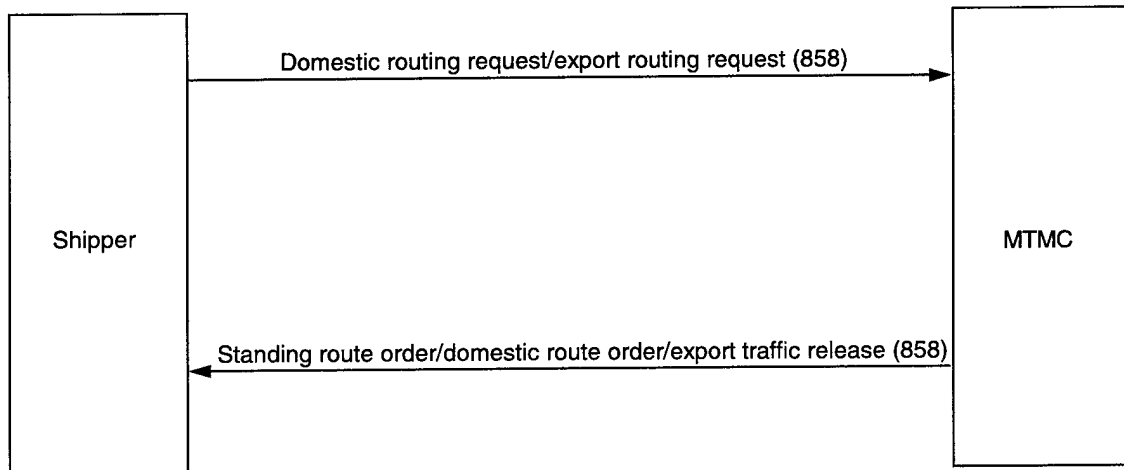 Domestic routing request/export routing request (858)
Shipper
MTMC
Standing route order/domestic route order/export traffic release (858)